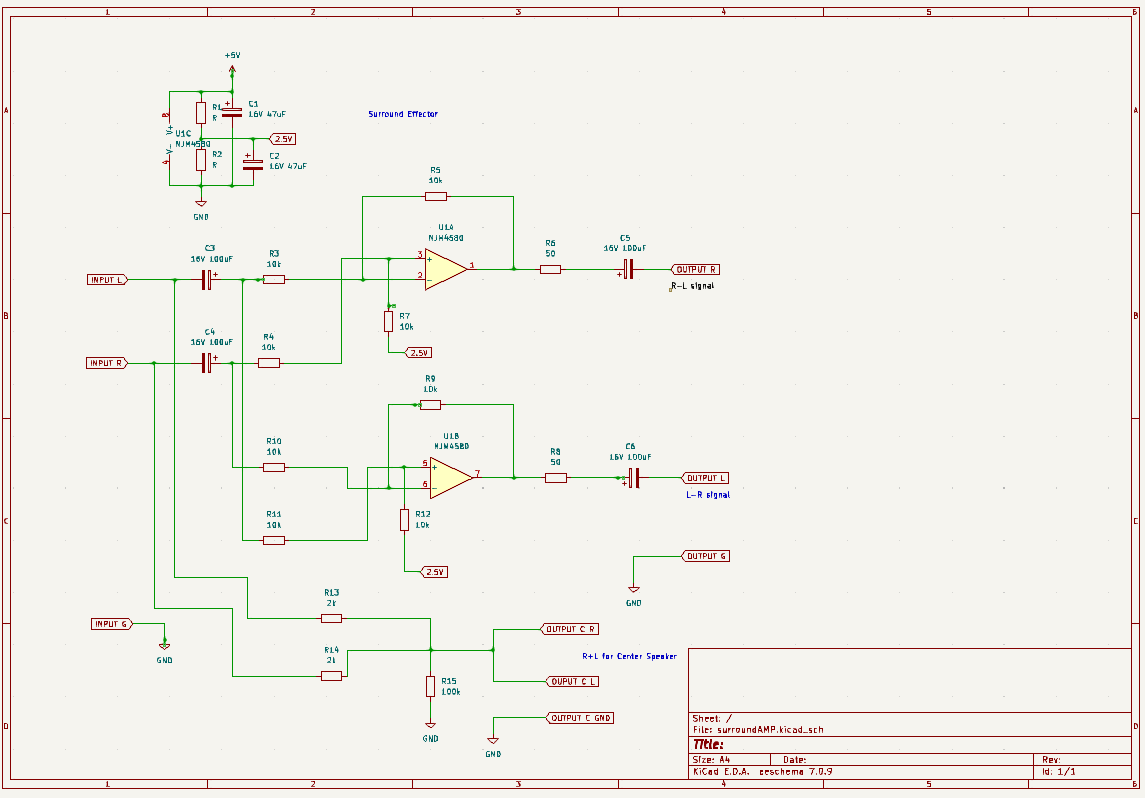 1 2 3 4 5 6
+5V
R1
R
C1
16V 47uF
A
A
8
V+
U1C
NJM4580
V-
4
2.5V
R2
R
C2
16V 47uF
GND
Surround Effector
R5
10k
U1A
NJM4580
C3
16V 100uF
R3
10k
3
+
2
-
1
R6
50
C5
16V 100uF
INPUT L
OUTPUT R
R-L signal
B
B
R7
10k
C4
16V 100uF
R4
10k
2.5V
INPUT R
R9
10k
R10
10k
U1B
NJM4580
5
+
6
-
7
R8
50
C6
16V 100uF
OUTPUT L
L-R signal
R11
10k
R12
10k
C
C
2.5V
OUTPUT G
GND
R13
2k
INPUT G
GND
OUTPUT C R
R+L for Center Speaker
R14
2k
R15
100k
OUPUT C L
OUTPUT C GND
GND
GND
D
D
Sheet: /
File: surroundAMP.kicad_sch
Title:
Size: A4 Date: Rev:
KiCad E.D.A. eeschema 7.0.9 Id: 1/1
1 2 3 4 5 6